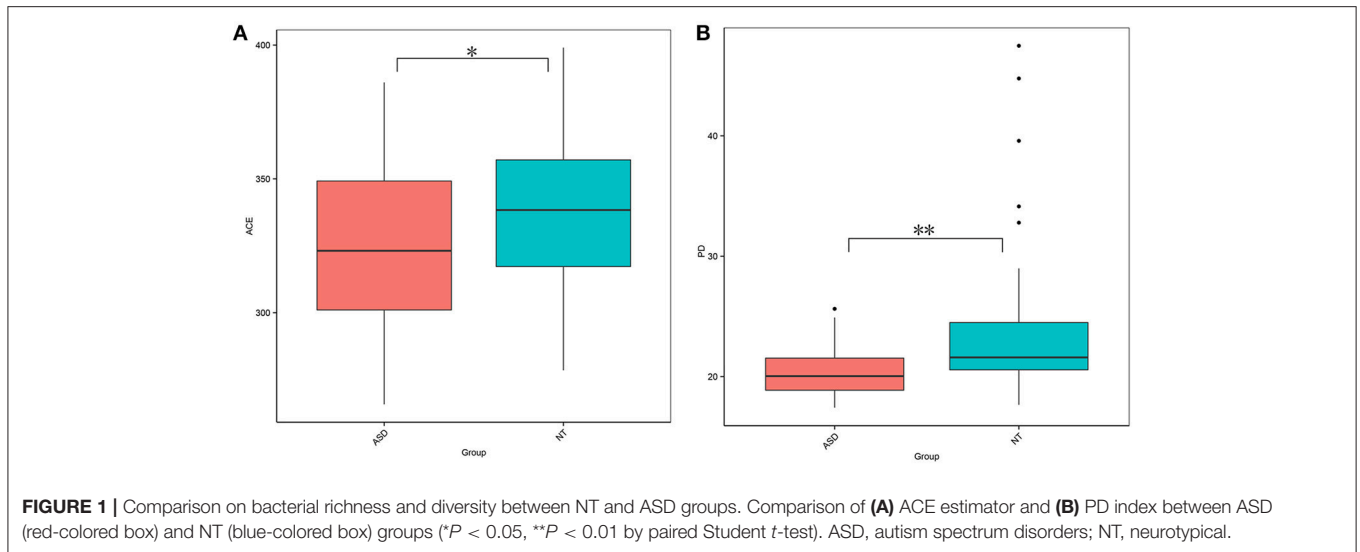 A
B
*
**
400
350
300
ACE
ASD
NT
Group
40
30
20
PD
ASD
NT
Group
FIGURE 1 | Comparison on bacterial richness and diversity between NT and ASD groups. Comparison of (A) ACE estimator and (B) PD index between ASD
(red-colored box) and NT (blue-colored box) groups (*P < 0.05, **P < 0.01 by paired Student t-test). ASD, autism spectrum disorders; NT, neurotypical.